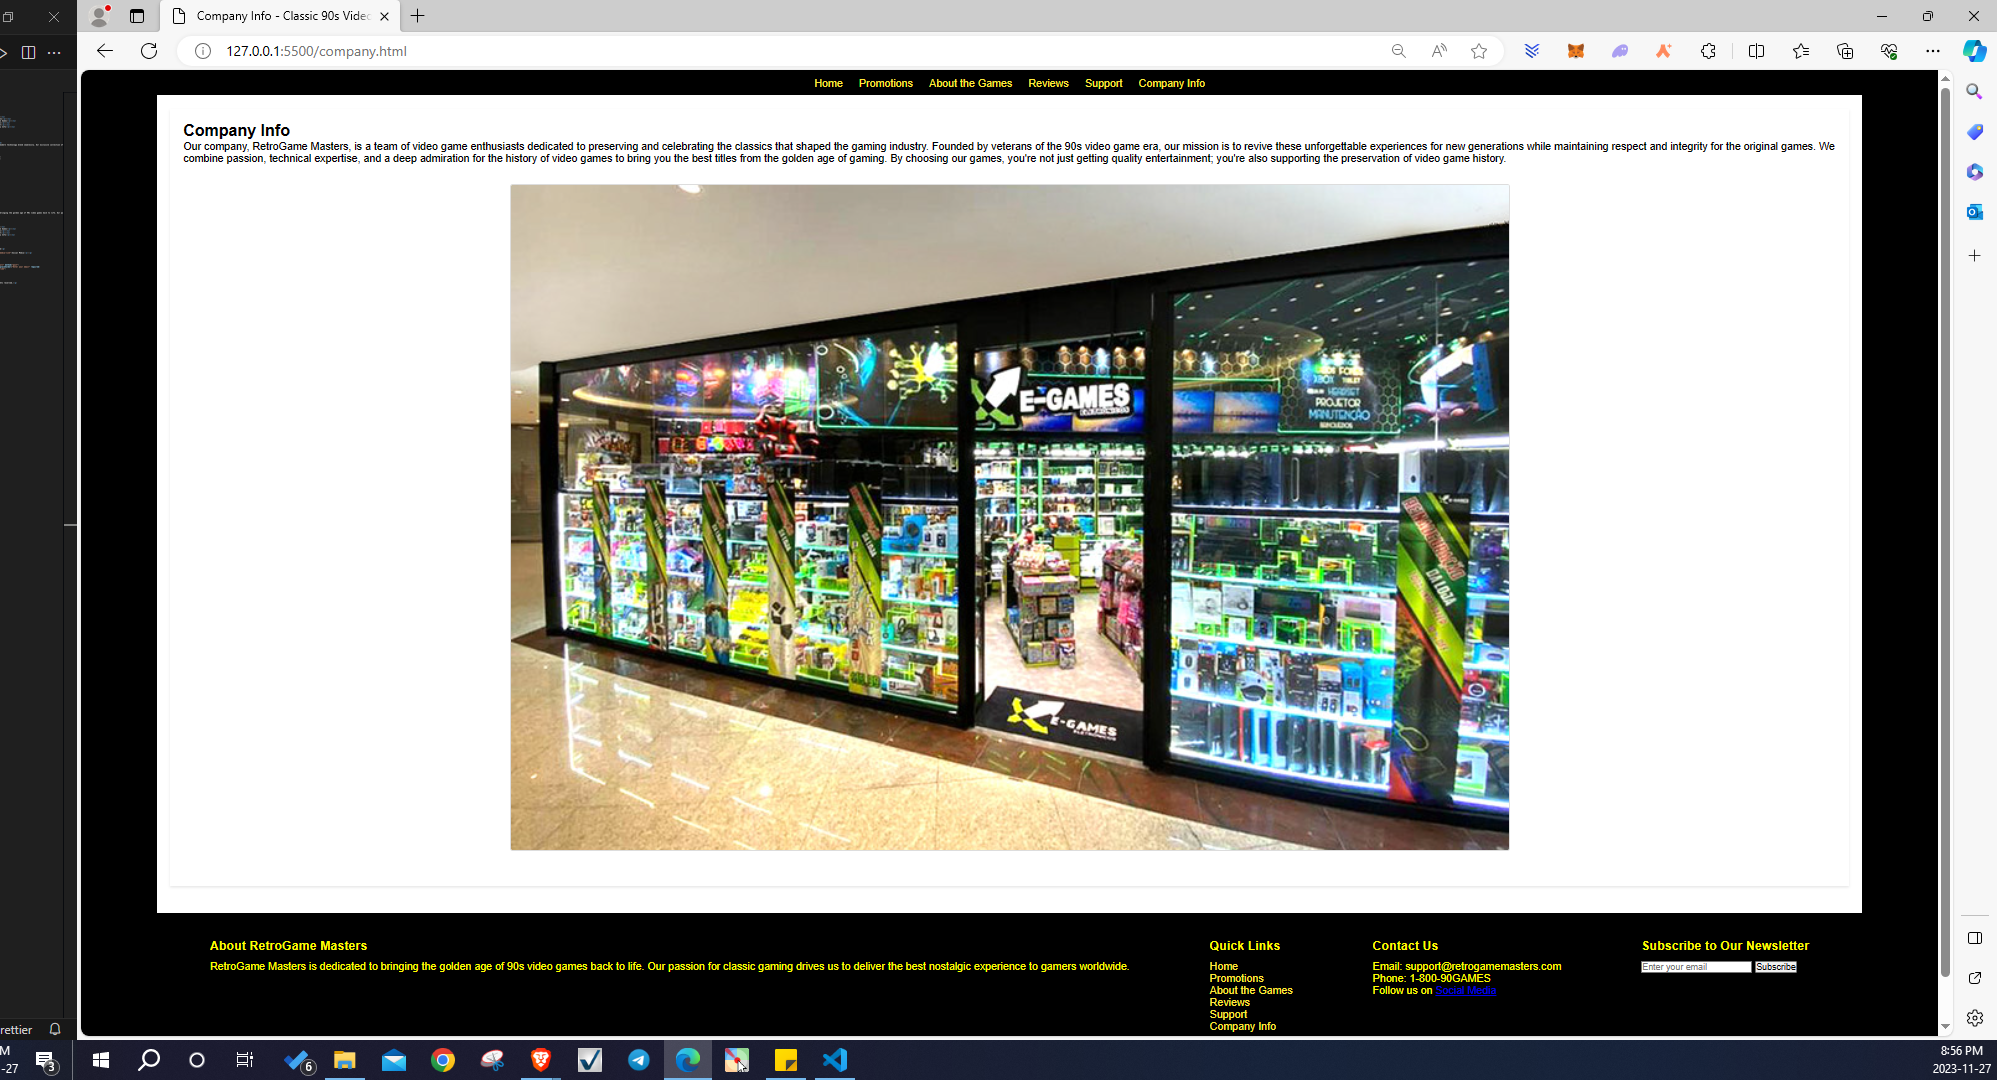 Company Info - Classic 90s Vide
127.0.0.1:5500/company.html
Home Promotions About the Games Reviews Support Company Info
Company Info
Our company, RetroGame Masters, is a team of video game enthusiasts dedicated to preserving and celebrating the classics that shaped the gaming industry. Founded by veterans of the 90s video game era, our mission is to revive these unforgettable experiences for new generations while maintaining respect and integrity for the original games. We
combine passion, technical expertise, and a deep admiration for the history of video games to bring you the best titles from the golden age of gaming. By choosing our games, you're not just getting quality entertainment; you're also supporting the preservation of video game history.
E-GAMES
ELETRÔNICOS
XBOX TABLET
HEADSET
PROJETOR
MANUTENÇÃO
BRINQUEDOS
E-GAMES
ELETRÔNICOS
About RetroGame Masters
RetroGame Masters is dedicated to bringing the golden age of 90s video games back to life. Our passion for classic gaming drives us to deliver the best nostalgic experience to gamers worldwide.
Quick Links
Home
Promotions
About the Games
Reviews
Support
Company Info
Contact Us
Email: support@retrogamemasters.com
Phone: 1-800-90GAMES
Follow us on Social Media
Subscribe to Our Newsletter
Enter your email Subscribe
rettier
M
-27
3
6
8:56 PM
2023-11-27